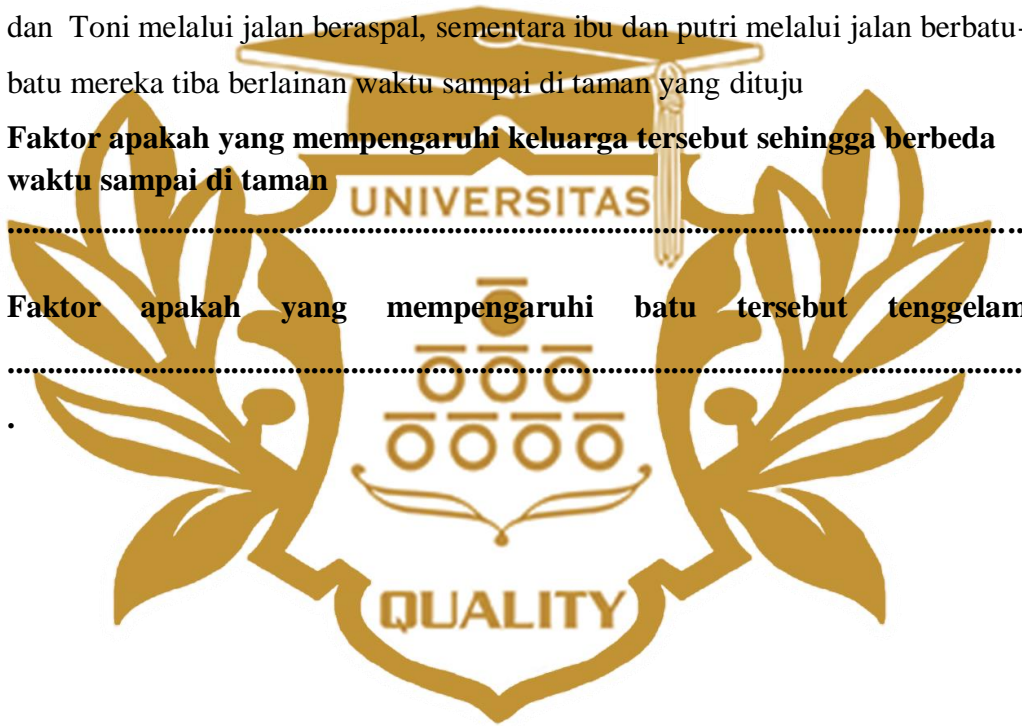 dan Toni melalui jalan beraspal, sementara ibu dan putri melalui jalan berbatu-
batu mereka tiba berlainan waktu sampai di taman yang dituju
Faktor apakah yang mempengaruhi keluarga tersebut sehingga berbeda
waktu sampai di taman
UNIVERSITAS
........................................................................................................................
Faktor apakah yang mempengaruhi batu tersebut tenggelam
........................................................................................................................
.
QUALITY